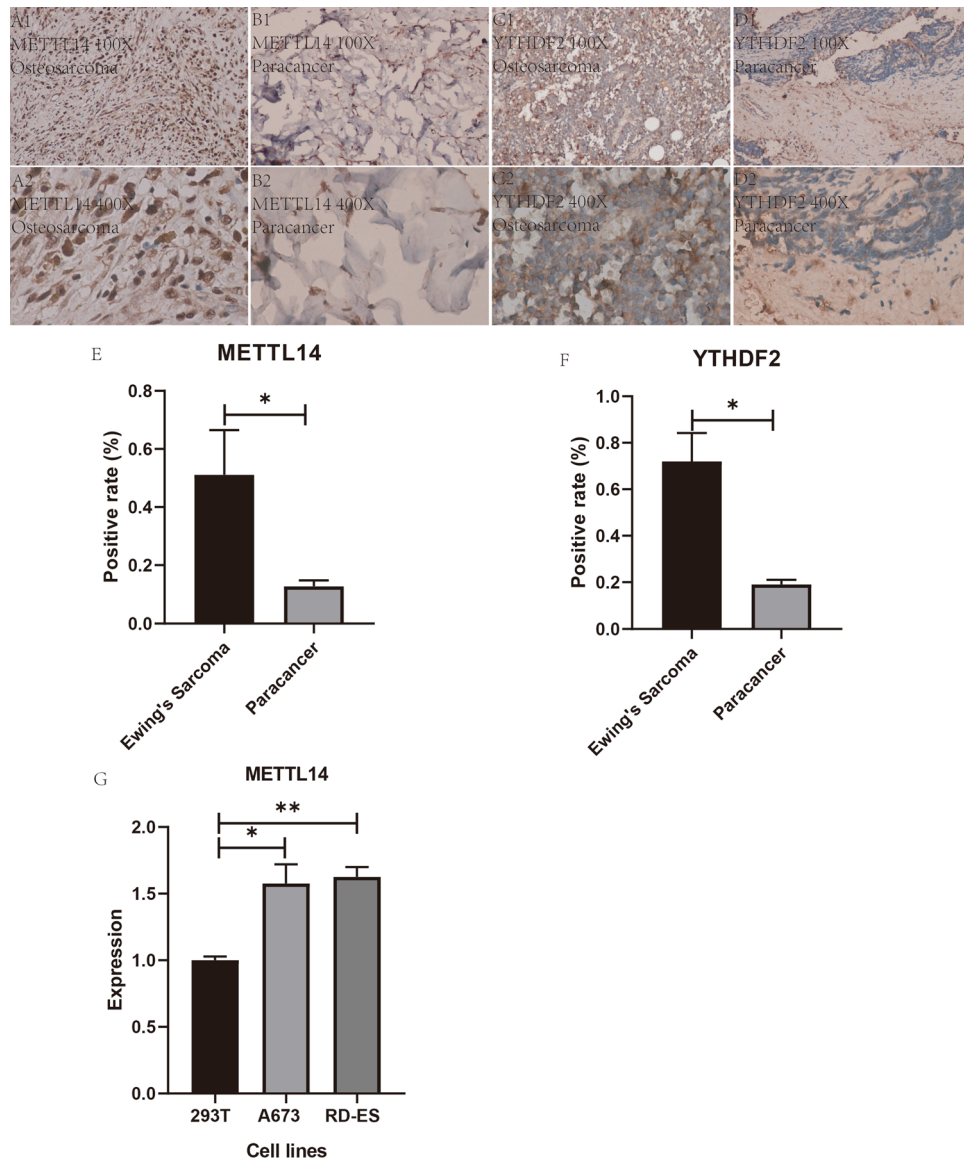 A1
METTL14 100X
Osteosarcoma
B1
METTL14 100X
Paracancer
C1
YTHDF2 100X
Osteosarcoma
D1
YTHDF2 100X
Paracancer
A2
METTL14 400X
Osteosarcoma
B2
METTL14 400X
Paracancer
C2
YTHDF2 400X
Osteosarcoma
D2
YTHDF2 400X
Paracancer
E
METTL14
Positive rate (%)
0.8
0.6
0.4
0.2
0.0
*
Ewing's Sarcoma
Paracancer
F
YTHDF2
Positive rate (%)
1.0
0.8
0.6
0.4
0.2
0.0
*
Ewing's Sarcoma
Paracancer
G
METTL14
Expression
2.0
1.5
1.0
0.5
0.0
**
*
293T A673 RD-ES
Cell lines